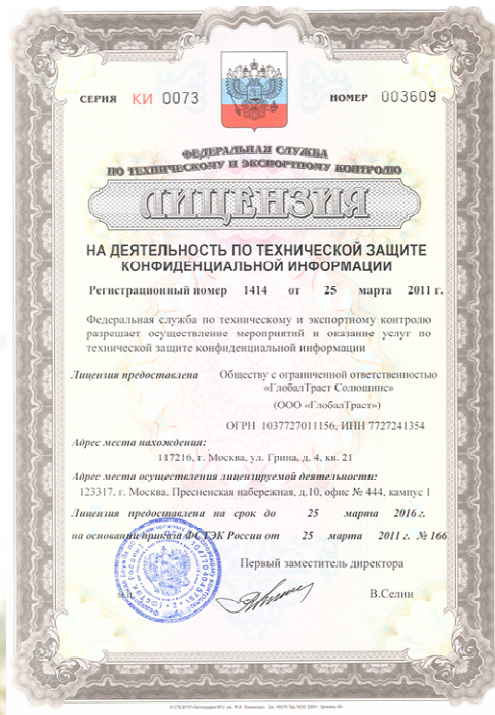 СЕРИЯ КИ 0073 НОМЕР 003609
ФЕДЕРАЛЬНАЯ СЛУЖБА
ПО ТЕХНИЧЕСКОМУ И ЭКСПОРТНОМУ КОНТРОЛЮ
ЛИЦЕНЗИЯ
НА ДЕЯТЕЛЬНОСТЬ ПО ТЕХНИЧЕСКОЙ ЗАЩИТЕ
КОНФИДЕНЦИАЛЬНОЙ ИНФОРМАЦИИ
Регистрационный номер 1414 от 25 марта 2011 г.
Федеральная служба по техническому и экспортному контролю
разрешает осуществление мероприятий и оказание услуг по
технической защите конфиденциальной информации
Лицензия предоставлена Обществу с ограниченной ответственностью
«ГлобалТраст Солюшинс»
(ООО «ГлобалТраст»)
ОГРН 1037727011156, ИНН 7727241354
Адрес места нахождения:
117216, г. Москва, ул. Грина, д. 4, кв. 21
Адрес места осуществления лицензируемой деятельности:
123317, г. Москва, Пресненская набережная, д.10, офис № 444, кампус 1
Лицензия предоставлена на срок до 25 марта 2016 г.
на основании приказа ФСТЭК России от 25 марта 2011 г. № 166
Первый заместитель директора
м.п. В.Селин